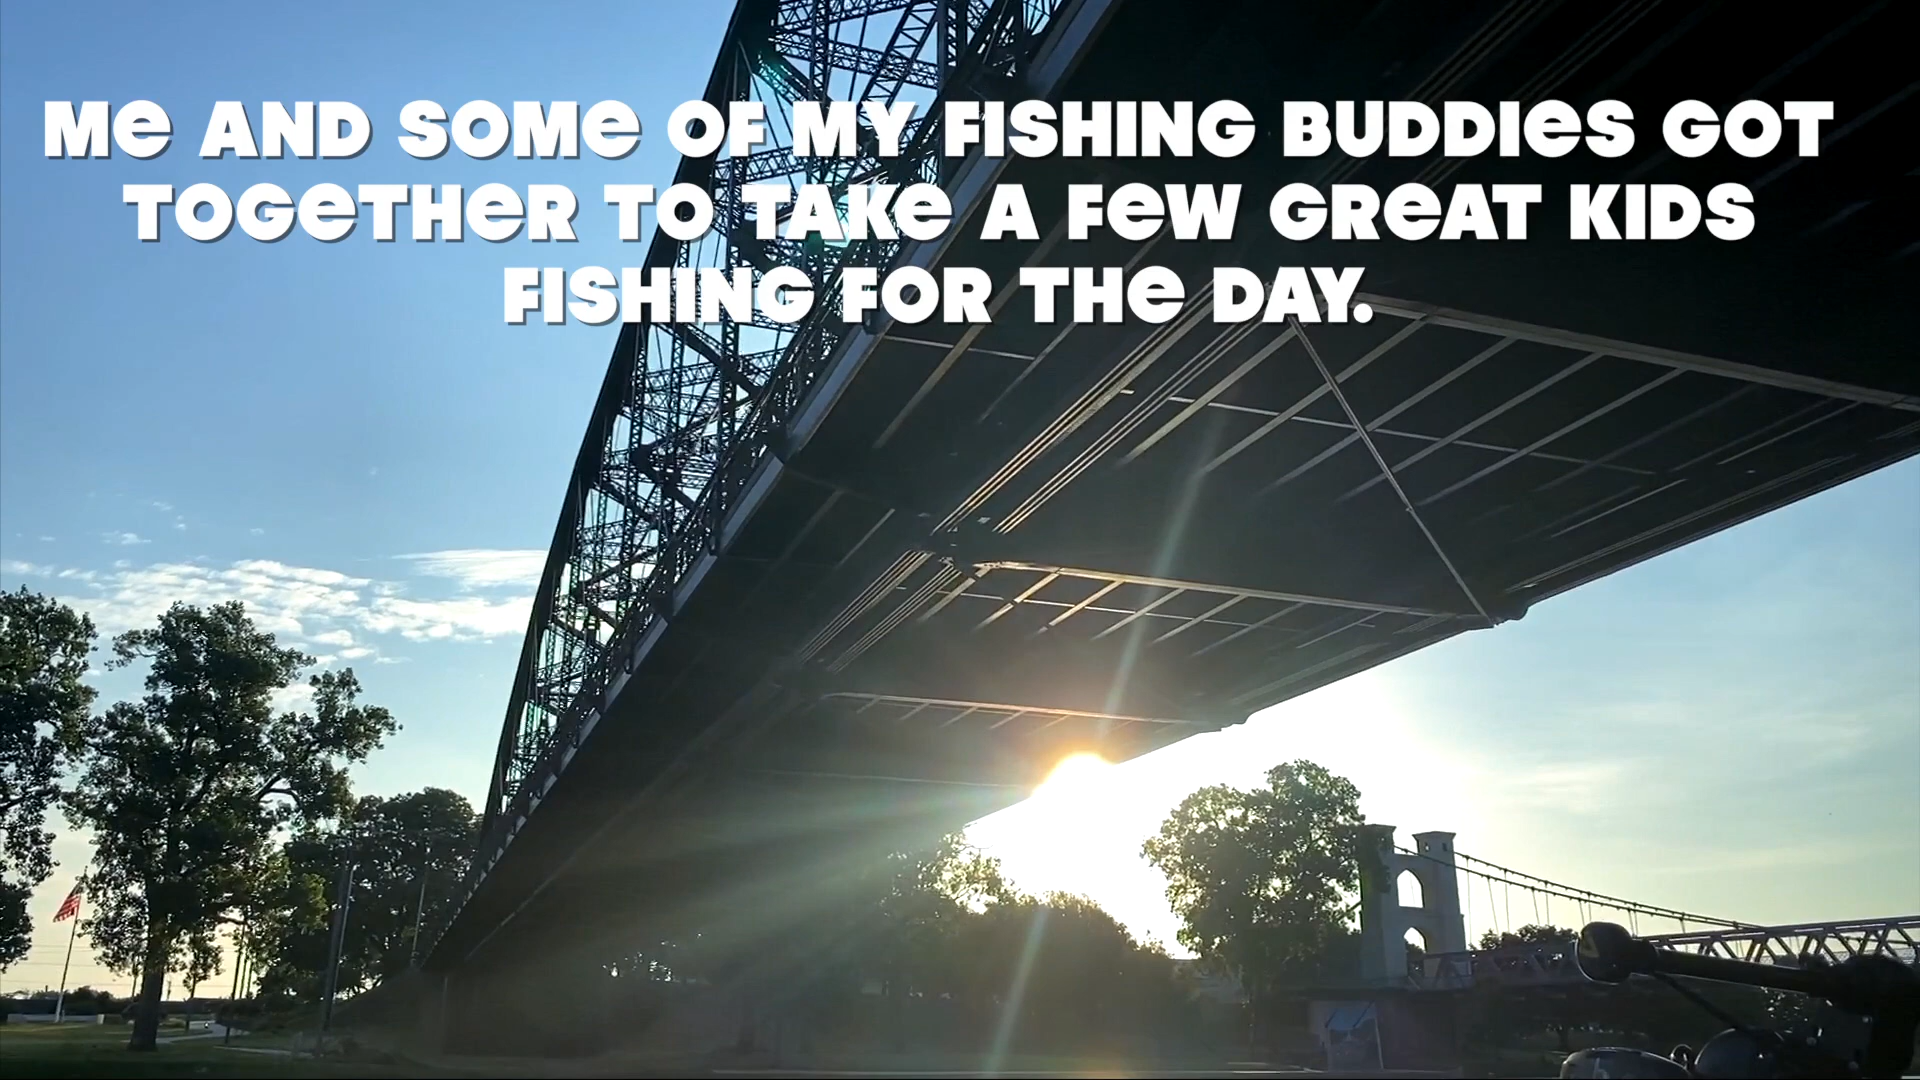 Me AND SOMe OF MY FISHING BUDDIeS GOT
TOGeTHeR TO TAKe A FeW GReAT KIDS
FISHING FOR THe DAY.